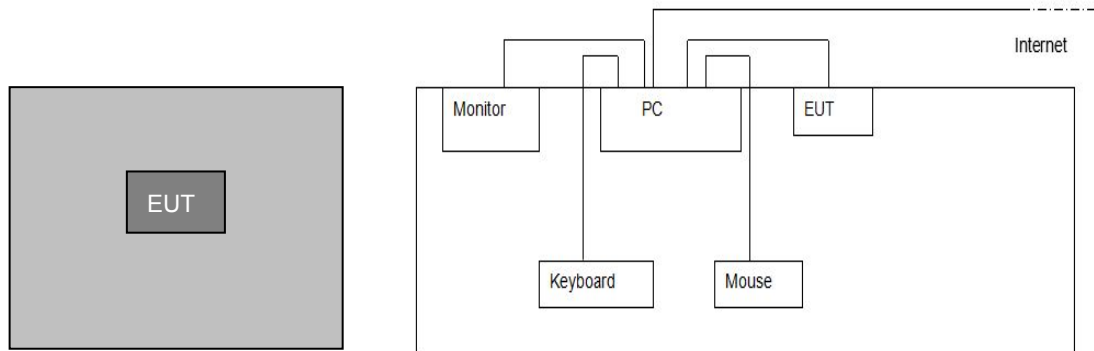 Internet
Monitor
PC
EUT
EUT
Keyboard
Mouse